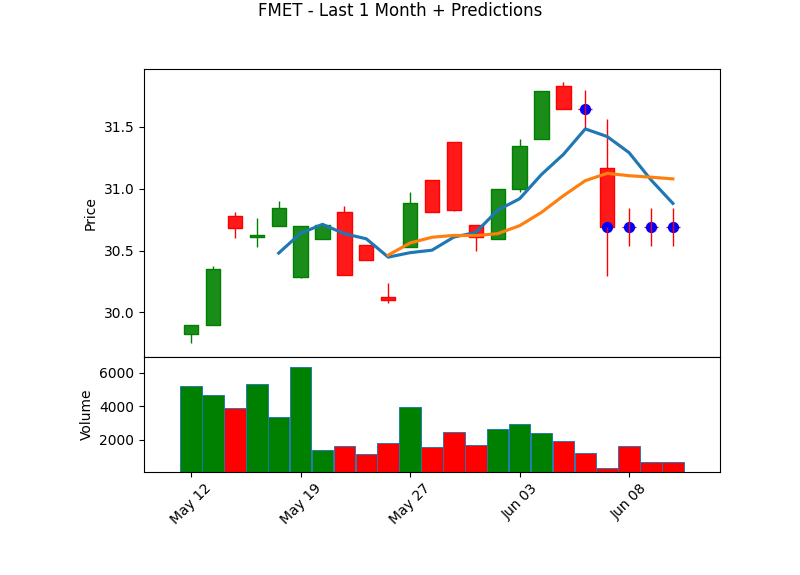 FMET - Last 1 Month + Predictions
Price
31.5
31.0
30.5
30.0
Volume
6000
4000
2000
May 12
May 19
May 27
Jun 03
Jun 08